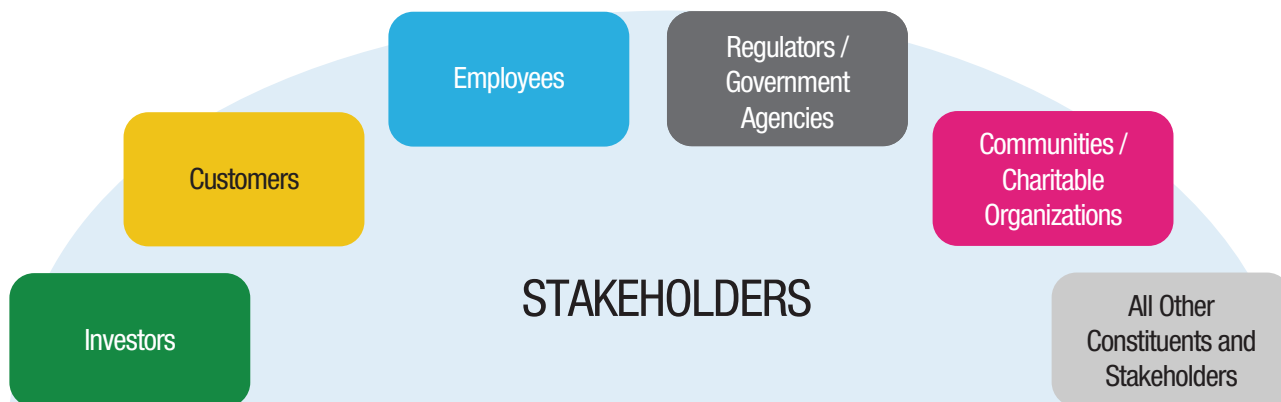 Employees
Regulators /
Government
Agencies
Customers
Communities /
Charitable
Organizations
Investors
STAKEHOLDERS
All Other
Constituents and
Stakeholders